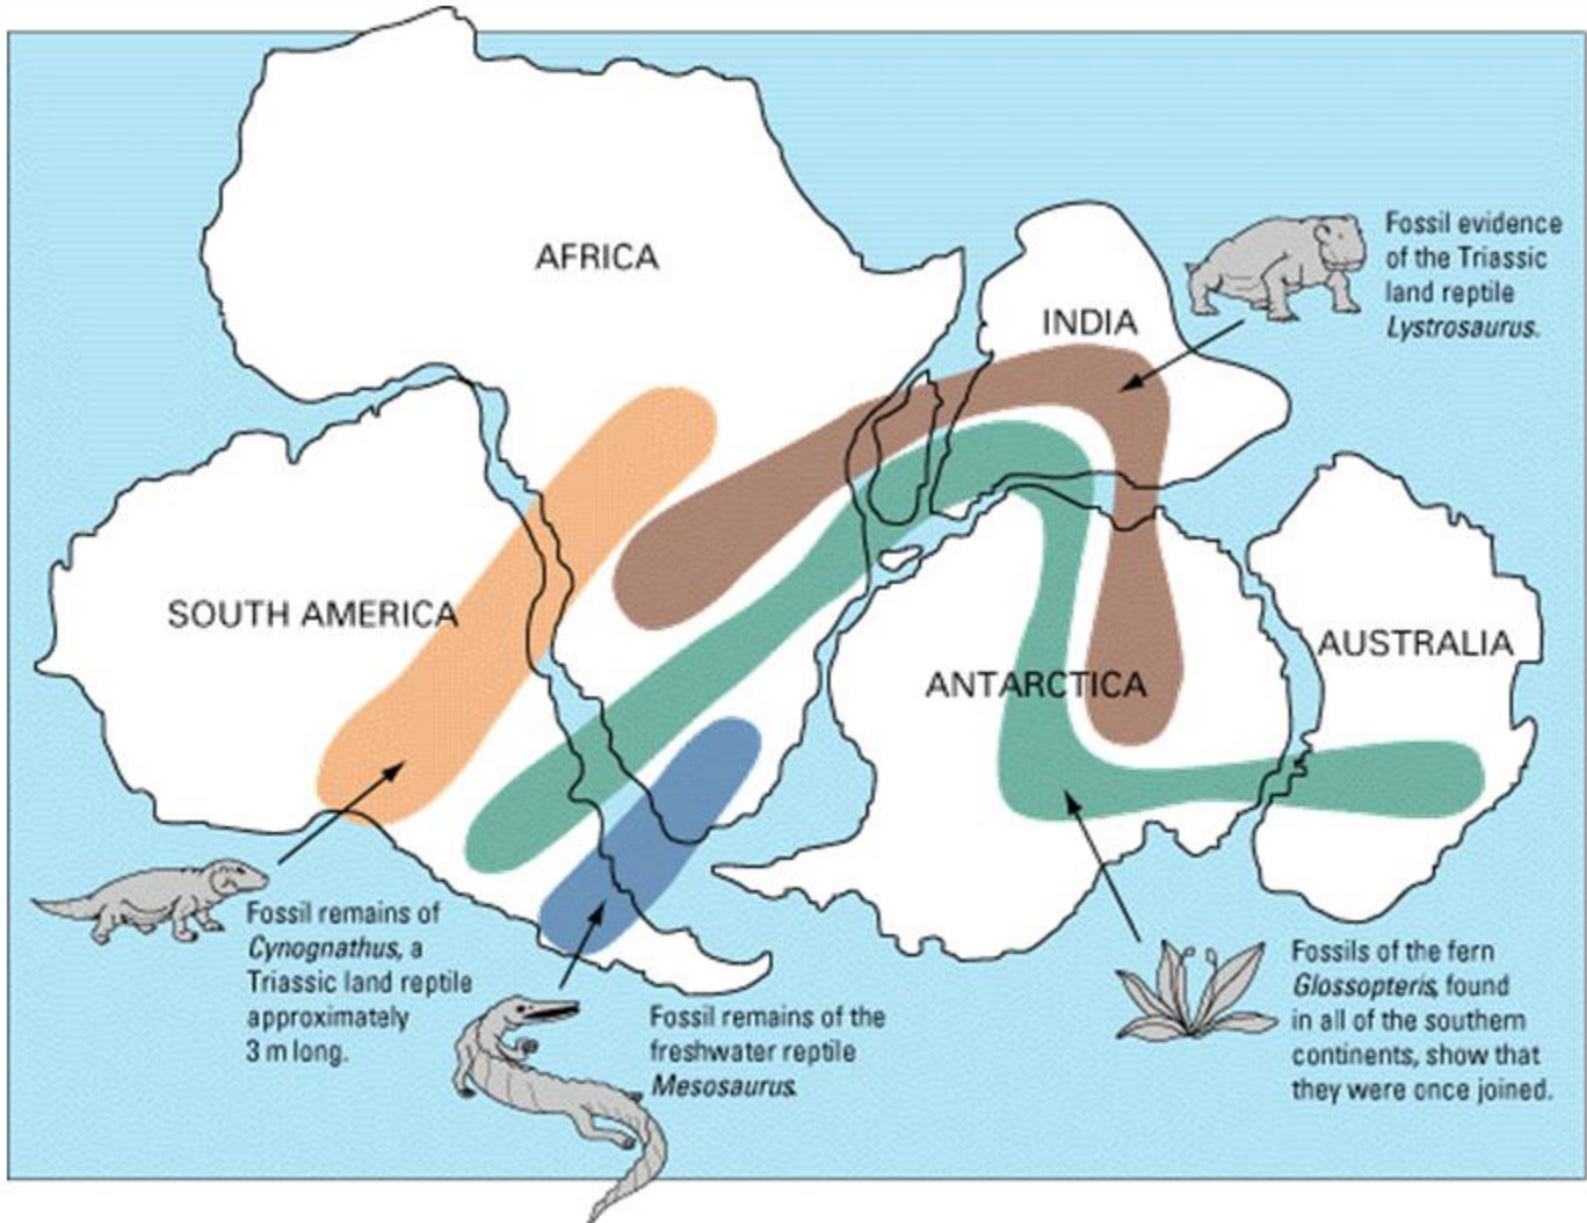 AFRICA
INDIA
Fossil evidence
of the Triassic
land reptile
Lystrosaurus.
SOUTH AMERICA
ANTARCTICA
AUSTRALIA
Fossil remains of
Cynognathus, a
Triassic land reptile
approximately
3 m long.
Fossil remains of the
freshwater reptile
Mesosaurus.
Fossils of the fern
Glossopteris, found
in all of the southern
continents, show that
they were once joined.